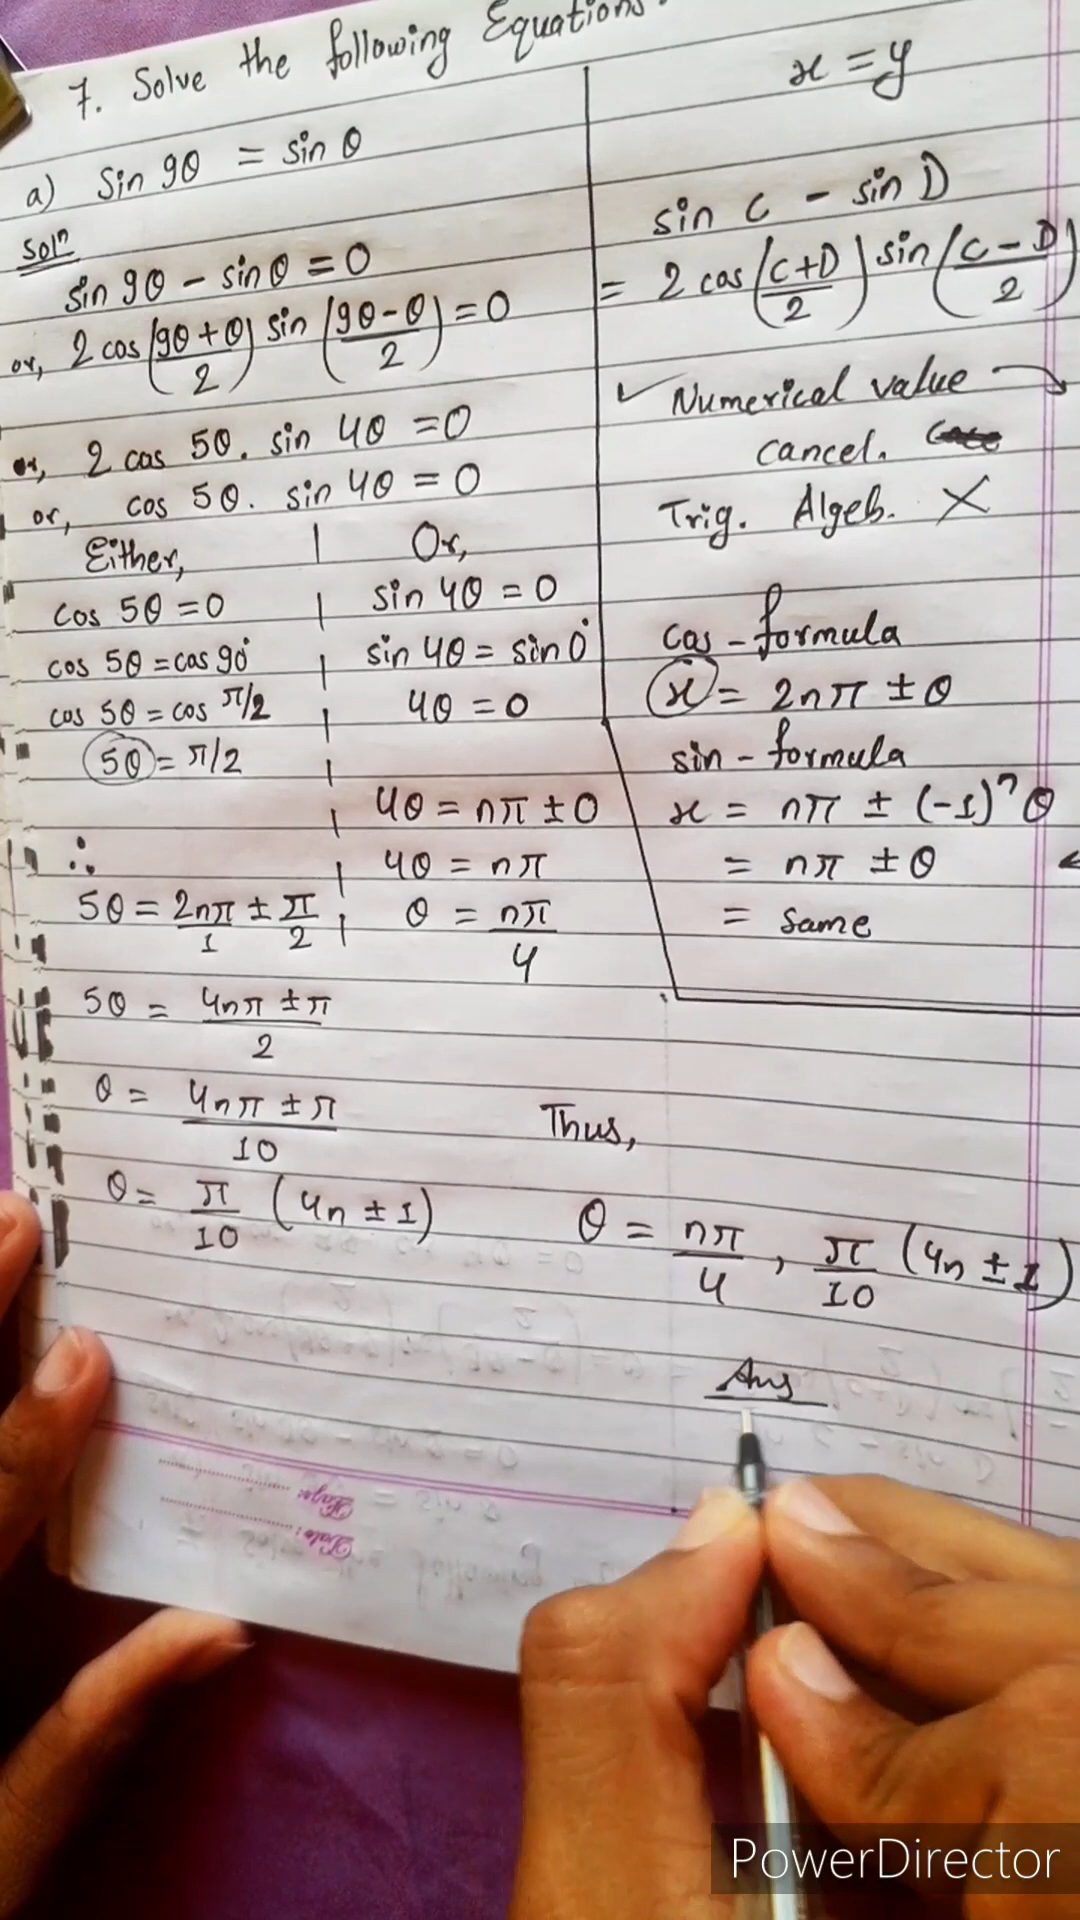 7. Solve the following Equations.
a) Sin 9θ = sin θ
Solⁿ
sin 9θ - sin θ = 0
or, 2 cos (9θ + θ / 2) sin (9θ - θ / 2) = 0
or, 2 cos 5θ . sin 4θ = 0
or, cos 5θ. sin 4θ = 0
Either, | Or,
cos 5θ = 0 | sin 4θ = 0
cos 5θ = cos 90° | sin 4θ = sin 0°
cos 5θ = cos π/2 | 4θ = 0
5θ = π/2 |
| 4θ = nπ ± 0
∴ | 4θ = nπ
5θ = 2nπ/1 ± π/2 | θ = nπ/4
5θ = 4nπ ± π / 2
θ = 4nπ ± π / 10
θ = π/10 (4n ± 1)
x = y
sin C - sin D
= 2 cos (C + D / 2) sin (C - D / 2)
✓ Numerical value →
cancel.
Trig. Algeb. ✗
cos - formula
x = 2nπ ± θ
sin - formula
x = nπ ± (-1)ⁿ θ
= nπ ± θ ←
= same
Thus,
θ = nπ/4 , π/10 (4n ± 1)
Ans
Page:
Date:
PowerDirector